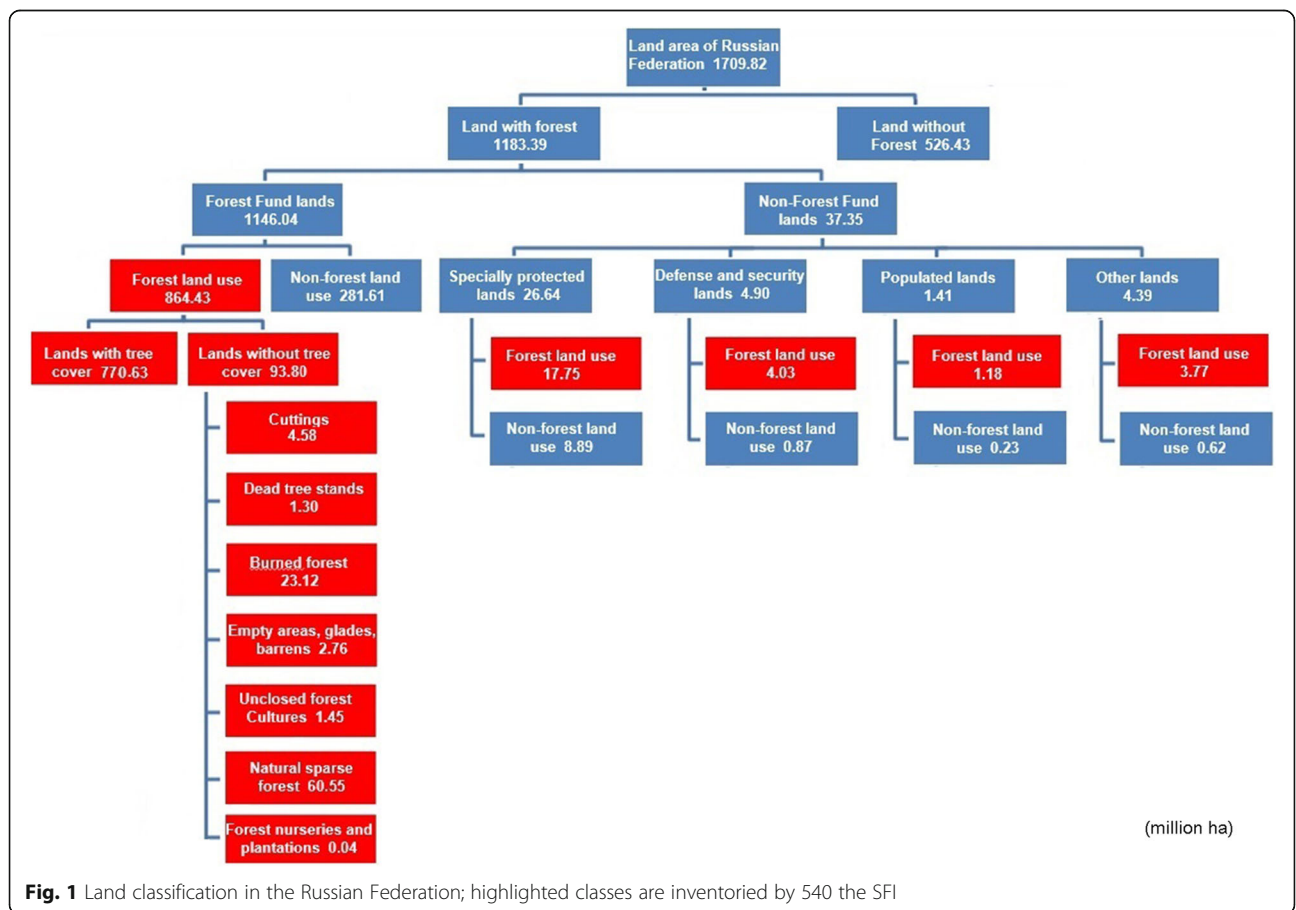 Land area of Russian
Federation 1709.82
Land with forest
1183.39
Land without
Forest 526.43
Forest Fund lands
1146.04
Non-Forest Fund
lands 37.35
Forest land use
864.43
Non-forest land
use 281.61
Specially protected
lands 26.64
Defense and security
lands 4.90
Populated lands
1.41
Other lands
4.39
Lands with tree
cover 770.63
Lands without tree
cover 93.80
Forest land use
17.75
Forest land use
4.03
Forest land use
1.18
Forest land use
3.77
Non-forest land
use 8.89
Non-forest land
use 0.87
Non-forest land
use 0.23
Non-forest land
use 0.62
Cuttings
4.58
Dead tree stands
1.30
Burned forest
23.12
Empty areas, glades,
barrens 2.76
Unclosed forest
Cultures 1.45
Natural sparse
forest 60.55
Forest nurseries and
plantations 0.04
(million ha)
Fig. 1 Land classification in the Russian Federation; highlighted classes are inventoried by 540 the SFI